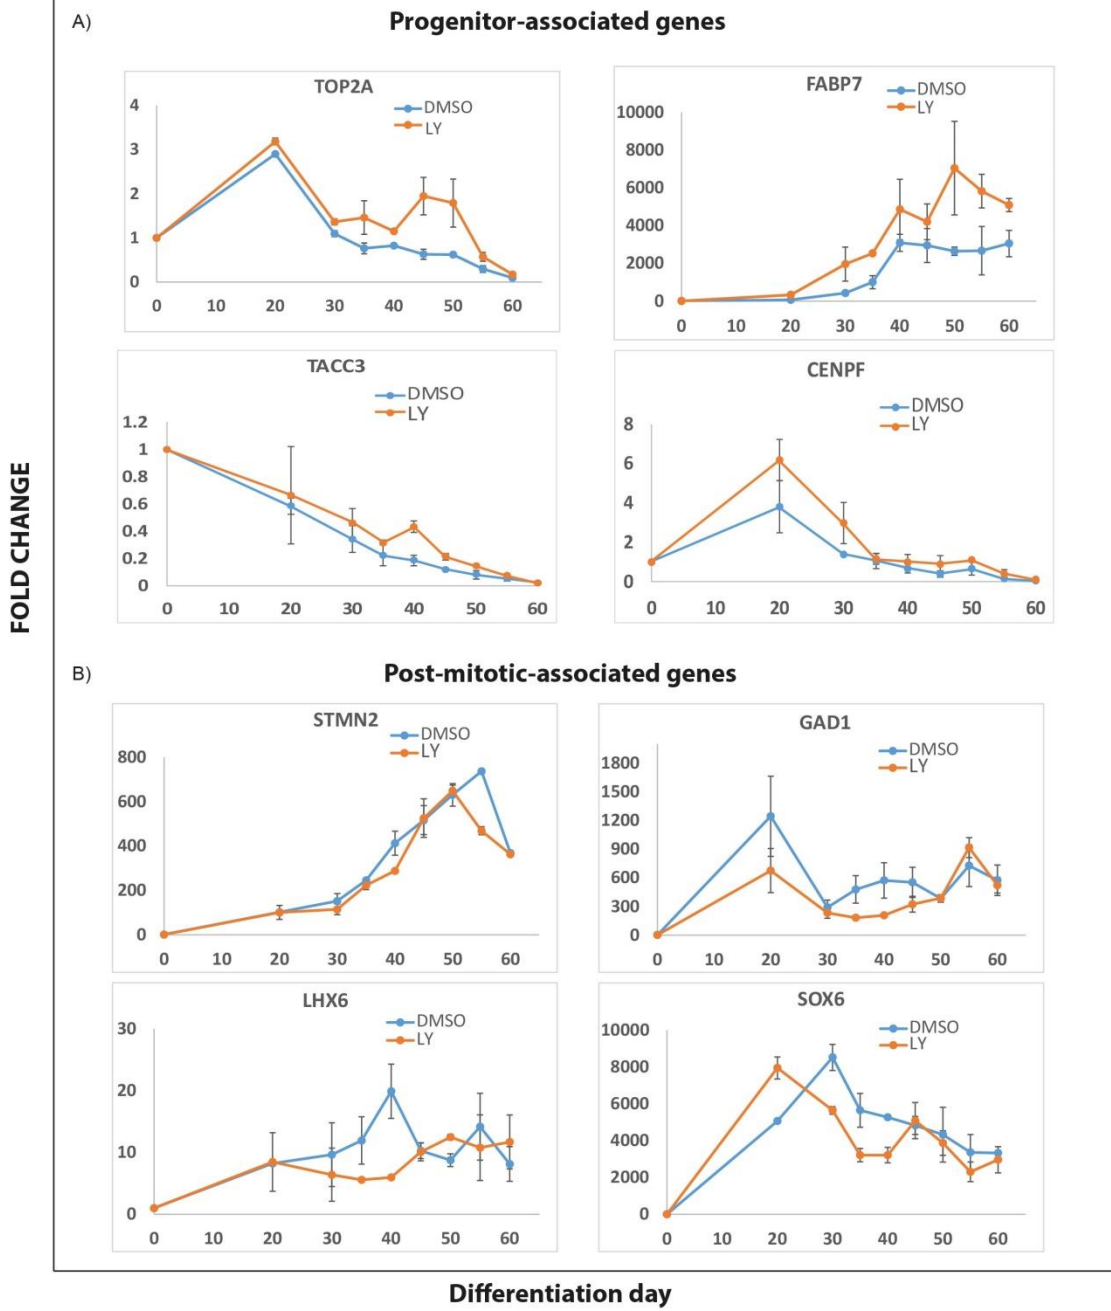 A)
Progenitor-associated genes
TOP2A
DMSO
LY
4
3
2
1
0
0 10 20 30 40 50 60
FABP7
DMSO
LY
10000
8000
6000
4000
2000
0
0 10 20 30 40 50 60
TACC3
DMSO
LY
1.2
1
0.8
0.6
0.4
0.2
0
0 10 20 30 40 50 60
CENPF
DMSO
LY
8
6
4
2
0
0 10 20 30 40 50 60
FOLD CHANGE
B)
Post-mitotic-associated genes
STMN2
DMSO
LY
800
600
400
200
0
0 10 20 30 40 50 60
GAD1
DMSO
LY
1800
1500
1200
900
600
300
0
0 10 20 30 40 50 60
LHX6
DMSO
LY
30
20
10
0
0 10 20 30 40 50 60
SOX6
DMSO
LY
10000
8000
6000
4000
2000
0
0 10 20 30 40 50 60
Differentiation day